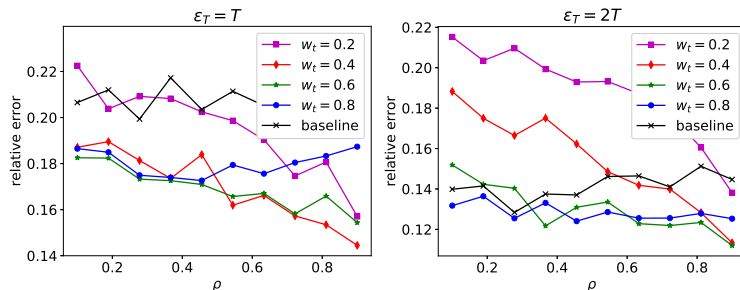 ε_T = T
relative error
0.22
0.20
0.18
0.16
0.14
0.2
0.4
0.6
0.8
ρ
w_t = 0.2
w_t = 0.4
w_t = 0.6
w_t = 0.8
baseline
ε_T = 2T
relative error
0.22
0.20
0.18
0.16
0.14
0.12
0.2
0.4
0.6
0.8
ρ
w_t = 0.2
w_t = 0.4
w_t = 0.6
w_t = 0.8
baseline